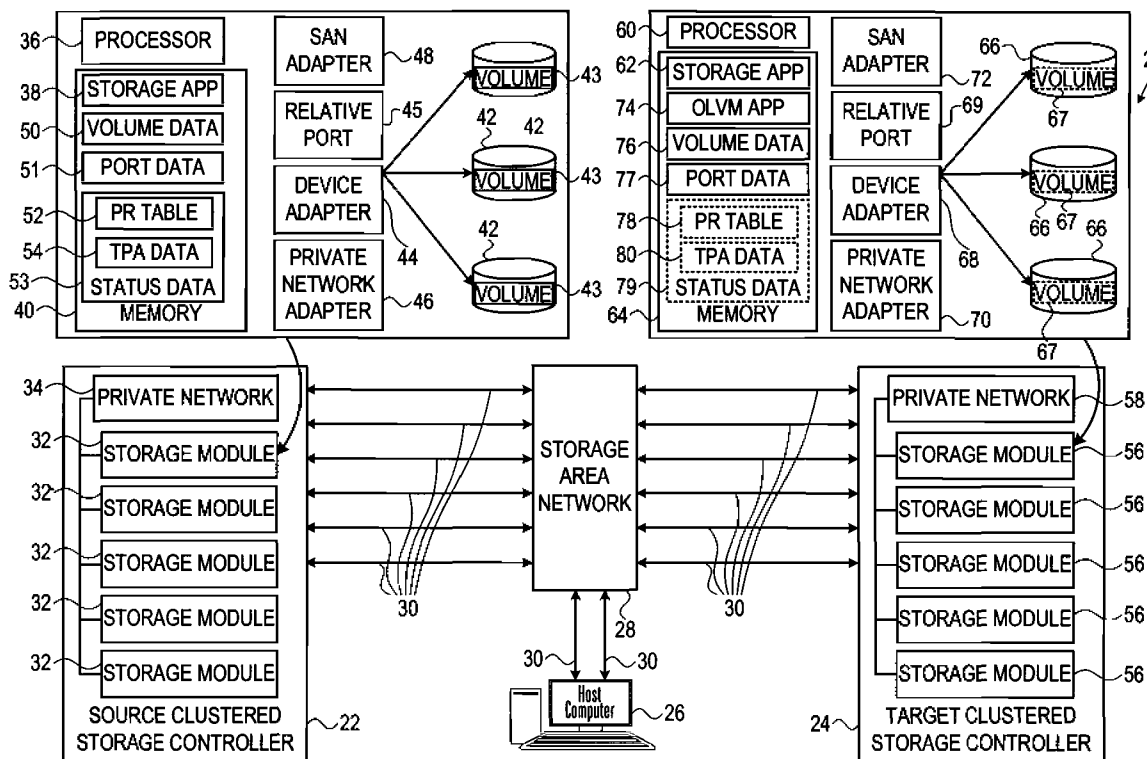 36
PROCESSOR
38
STORAGE APP
50
VOLUME DATA
51
PORT DATA
52
PR TABLE
54
TPA DATA
53
STATUS DATA
40
MEMORY
SAN
ADAPTER
48
RELATIVE
PORT
45
DEVICE
ADAPTER
44
PRIVATE
NETWORK
ADAPTER
46
VOLUME
43
42
42
VOLUME
43
42
VOLUME
43
60
PROCESSOR
62
STORAGE APP
74
OLVM APP
76
VOLUME DATA
77
PORT DATA
78
PR TABLE
80
TPA DATA
79
STATUS DATA
64
MEMORY
SAN
ADAPTER
72
RELATIVE
PORT
69
DEVICE
ADAPTER
68
PRIVATE
NETWORK
ADAPTER
70
66
VOLUME
67
VOLUME
66
67
66
VOLUME
67
34
PRIVATE NETWORK
32
STORAGE MODULE
32
STORAGE MODULE
32
STORAGE MODULE
32
STORAGE MODULE
32
STORAGE MODULE
SOURCE CLUSTERED
STORAGE CONTROLLER
22
30
STORAGE
AREA
NETWORK
28
30
30
30
Host
Computer
26
PRIVATE NETWORK
58
STORAGE MODULE
56
STORAGE MODULE
56
STORAGE MODULE
56
STORAGE MODULE
56
STORAGE MODULE
56
TARGET CLUSTERED
STORAGE CONTROLLER
24